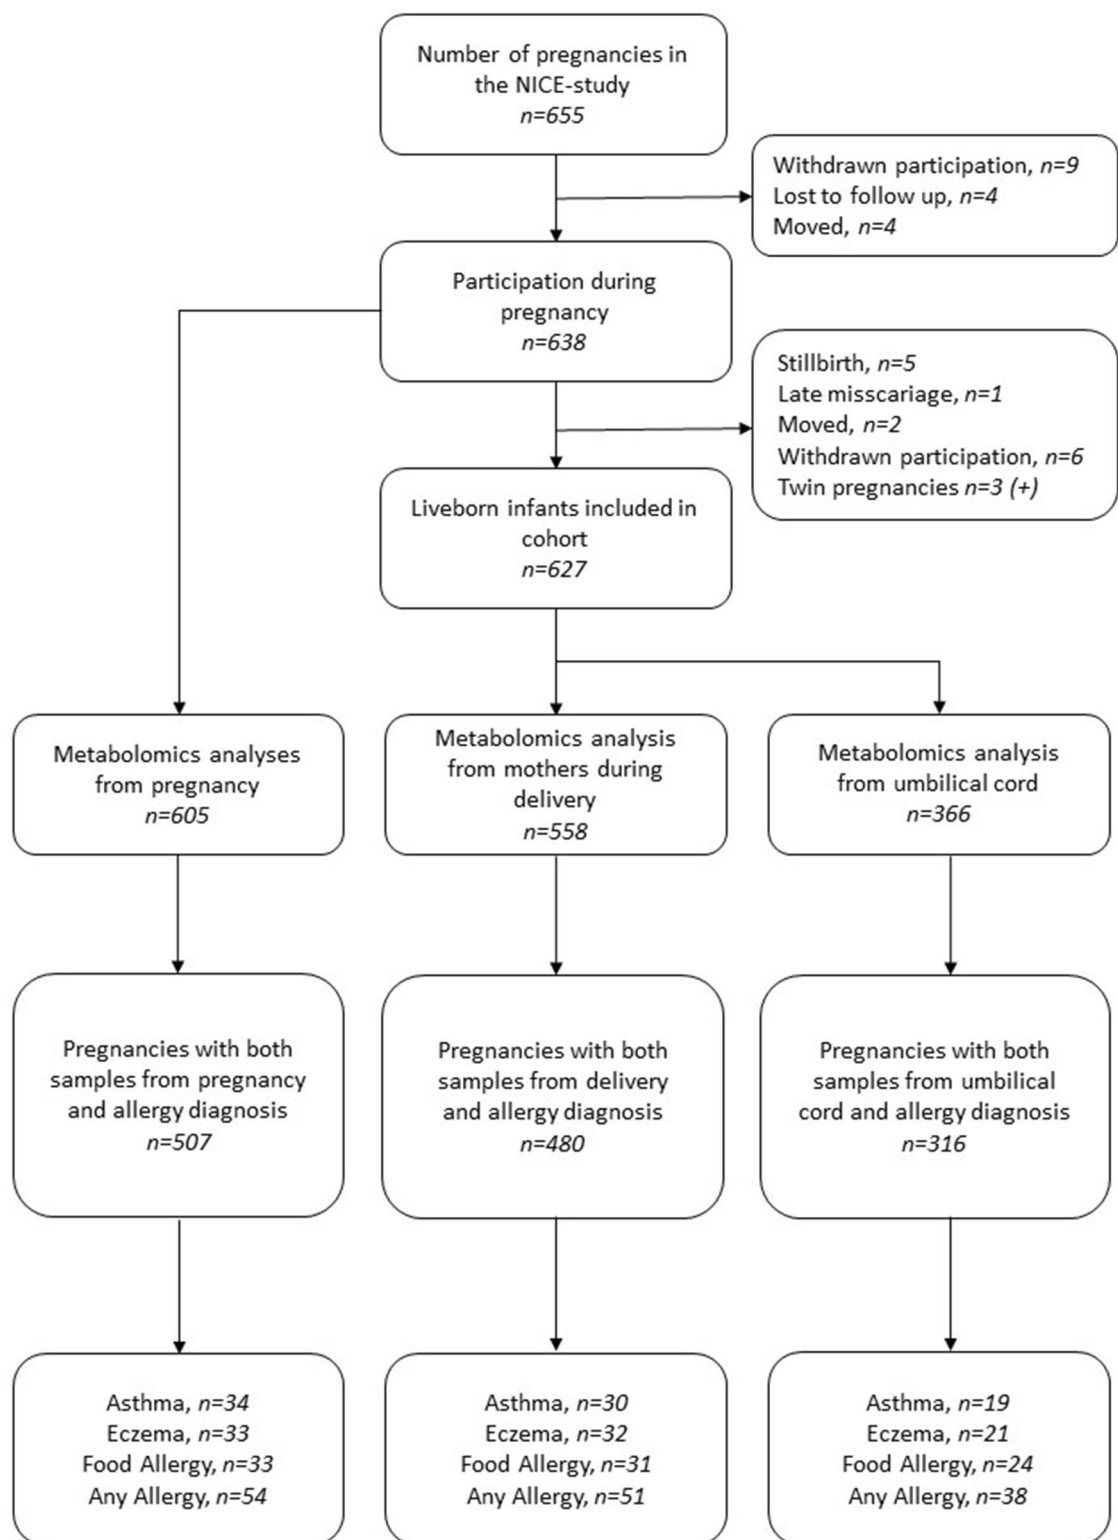 Number of pregnancies in
the NICE-study
n=655
Withdrawn participation, n=9
Lost to follow up, n=4
Moved, n=4
Participation during
pregnancy
n=638
Stillbirth, n=5
Late misscariage, n=1
Moved, n=2
Withdrawn participation, n=6
Twin pregnancies n=3 (+)
Liveborn infants included in
cohort
n=627
Metabolomics analyses
from pregnancy
n=605
Metabolomics analysis
from mothers during
delivery
n=558
Metabolomics analysis
from umbilical cord
n=366
Pregnancies with both
samples from pregnancy
and allergy diagnosis
n=507
Pregnancies with both
samples from delivery
and allergy diagnosis
n=480
Pregnancies with both
samples from umbilical
cord and allergy diagnosis
n=316
Asthma, n=34
Eczema, n=33
Food Allergy, n=33
Any Allergy, n=54
Asthma, n=30
Eczema, n=32
Food Allergy, n=31
Any Allergy, n=51
Asthma, n=19
Eczema, n=21
Food Allergy, n=24
Any Allergy, n=38